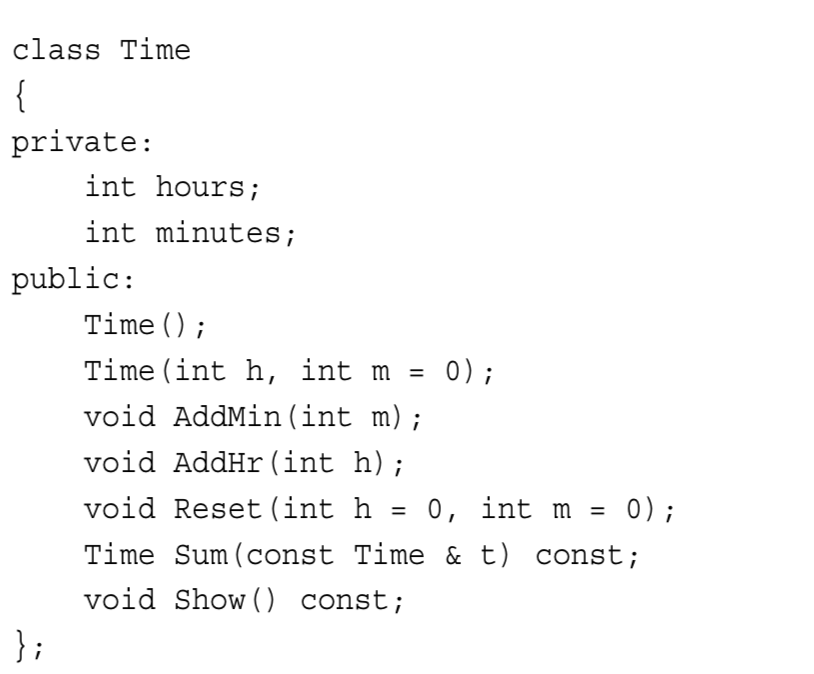 class Time
{
private:
    int hours;
    int minutes;
public:
    Time();
    Time(int h, int m = 0);
    void AddMin(int m);
    void AddHr(int h);
    void Reset(int h = 0, int m = 0);
    Time Sum(const Time & t) const;
    void Show() const;
};